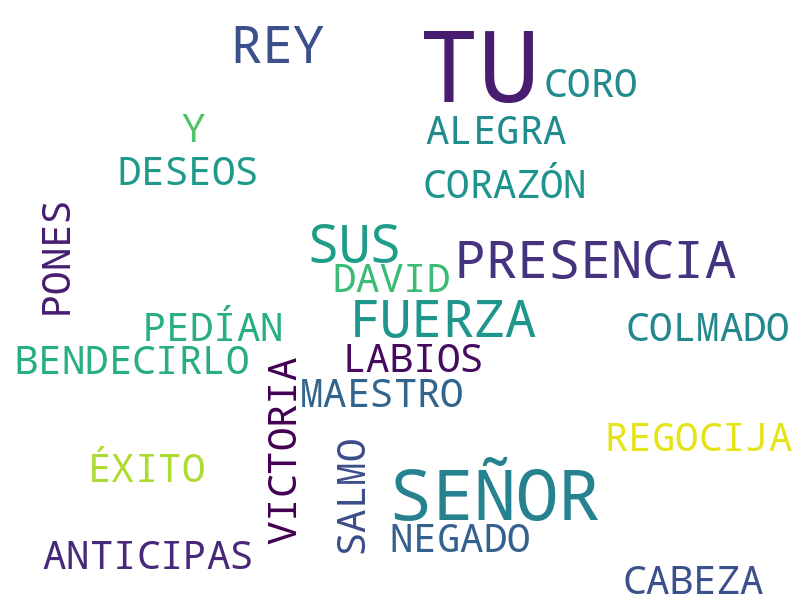 REY
TU
CORO
Y
ALEGRA
DESEOS
CORAZÓN
PONES
SUS
PRESENCIA
DAVID
FUERZA
PEDÍAN
COLMADO
BENDECIRLO
LABIOS
VICTORIA
MAESTRO
REGOCIJA
ÉXITO
SALMO
SEÑOR
NEGADO
ANTICIPAS
CABEZA